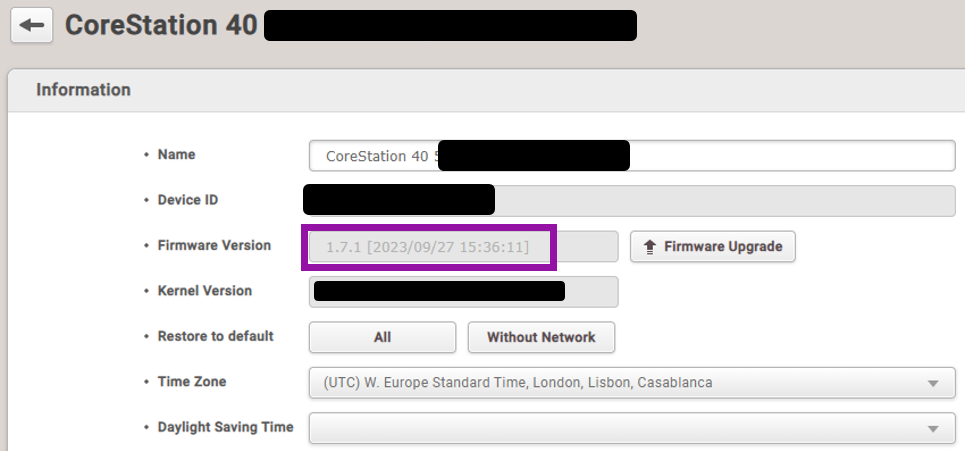 CoreStation 40
Information
• Name CoreStation 40
• Device ID
• Firmware Version 1.7.1 [2023/09/27 15:36:11] Firmware Upgrade
• Kernel Version
• Restore to default All Without Network
• Time Zone (UTC) W. Europe Standard Time, London, Lisbon, Casablanca
• Daylight Saving Time